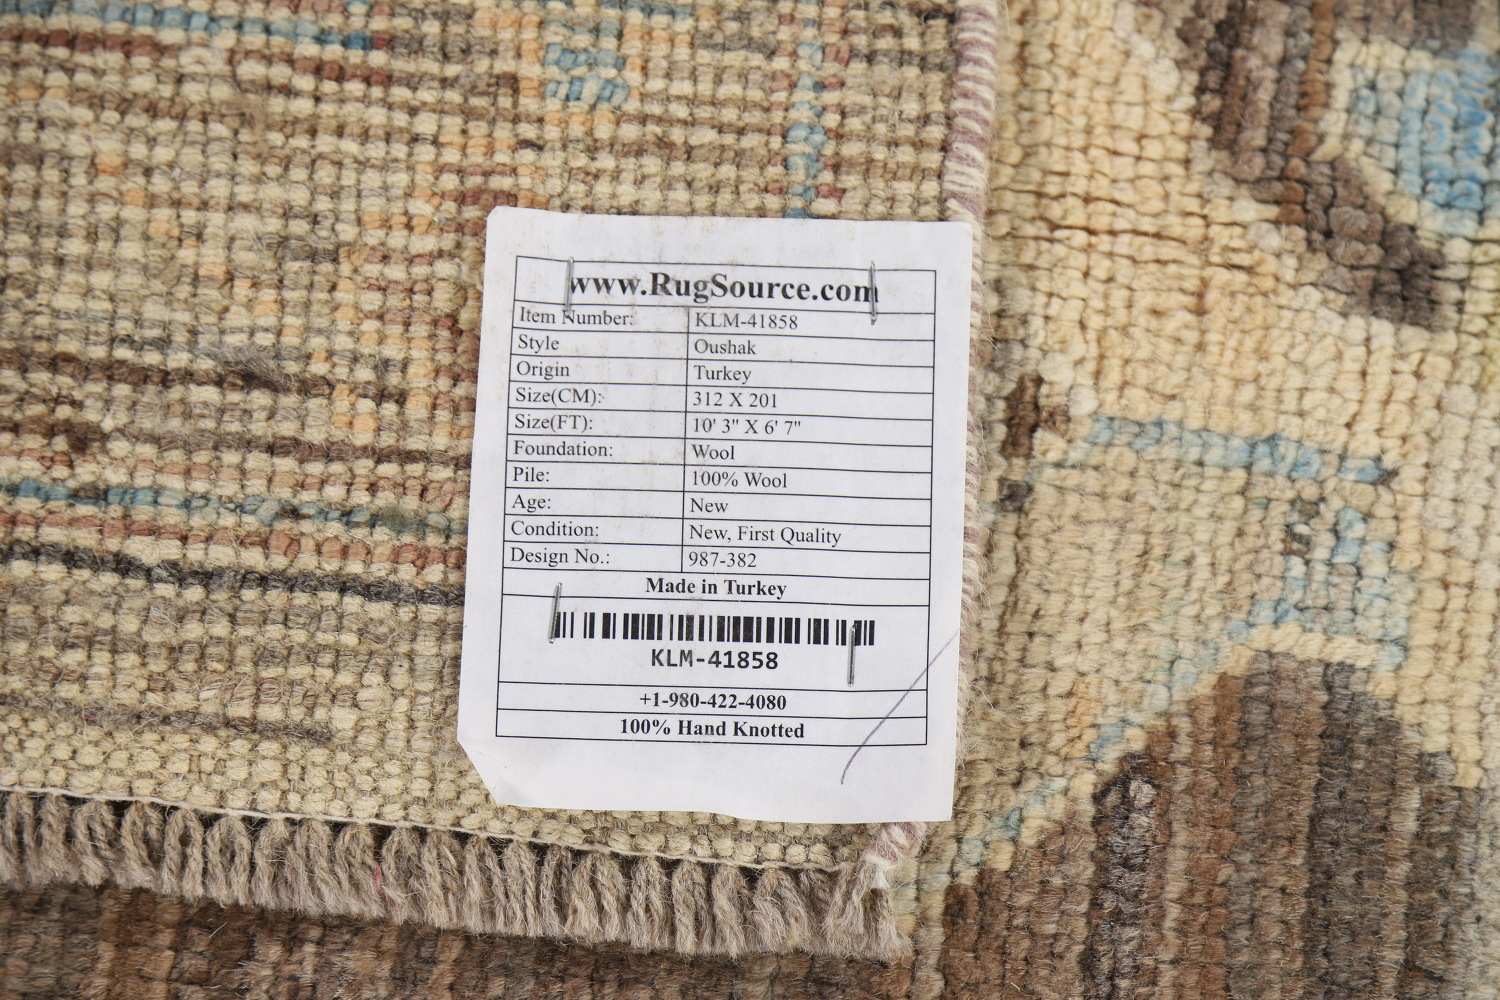 www.RugSource.com
Item Number: KLM-41858
Style Oushak
Origin Turkey
Size(CM): 312 X 201
Size(FT): 10' 3" X 6' 7"
Foundation: Wool
Pile: 100% Wool
Age: New
Condition: New, First Quality
Design No.: 987-382
Made in Turkey
KLM-41858
+1-980-422-4080
100% Hand Knotted